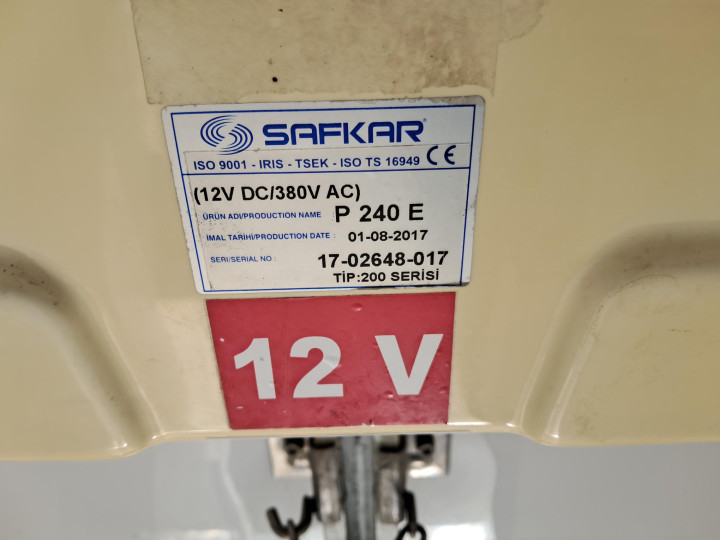 SAFKAR
ISO 9001 - IRIS - TSEK - ISO TS 16949 CE
(12V DC/380V AC)
ÜRÜN ADI/PRODUCTION NAME P 240 E
İMAL TARİHİ/PRODUCTION DATE : 01-08-2017
SERİ/SERIAL NO : 17-02648-017
TİP:200 SERİSİ
12 V